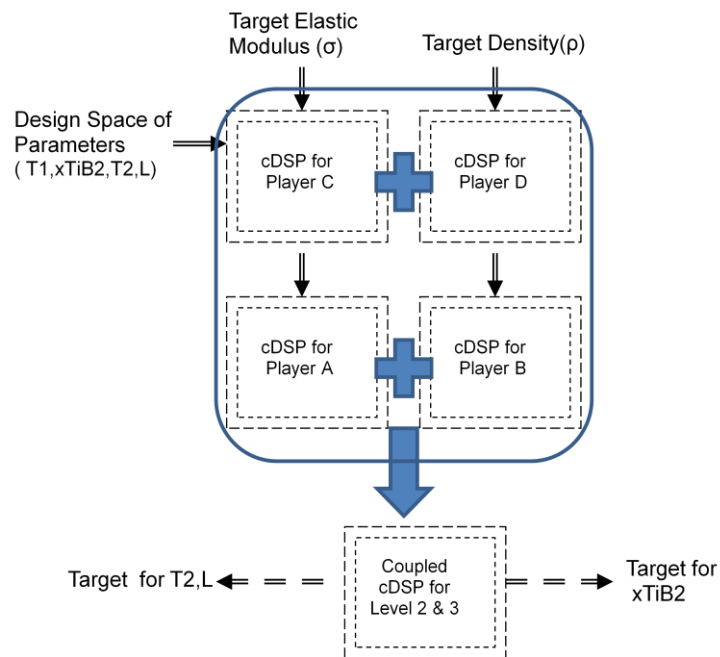 Target Elastic
Modulus (σ)
Target Density(ρ)
Design Space of
Parameters
( T1,xTiB2,T2,L)
cDSP for
Player C
cDSP for
Player D
cDSP for
Player A
cDSP for
Player B
Target for T2,L
Coupled
cDSP for
Level 2 & 3
Target for
xTiB2